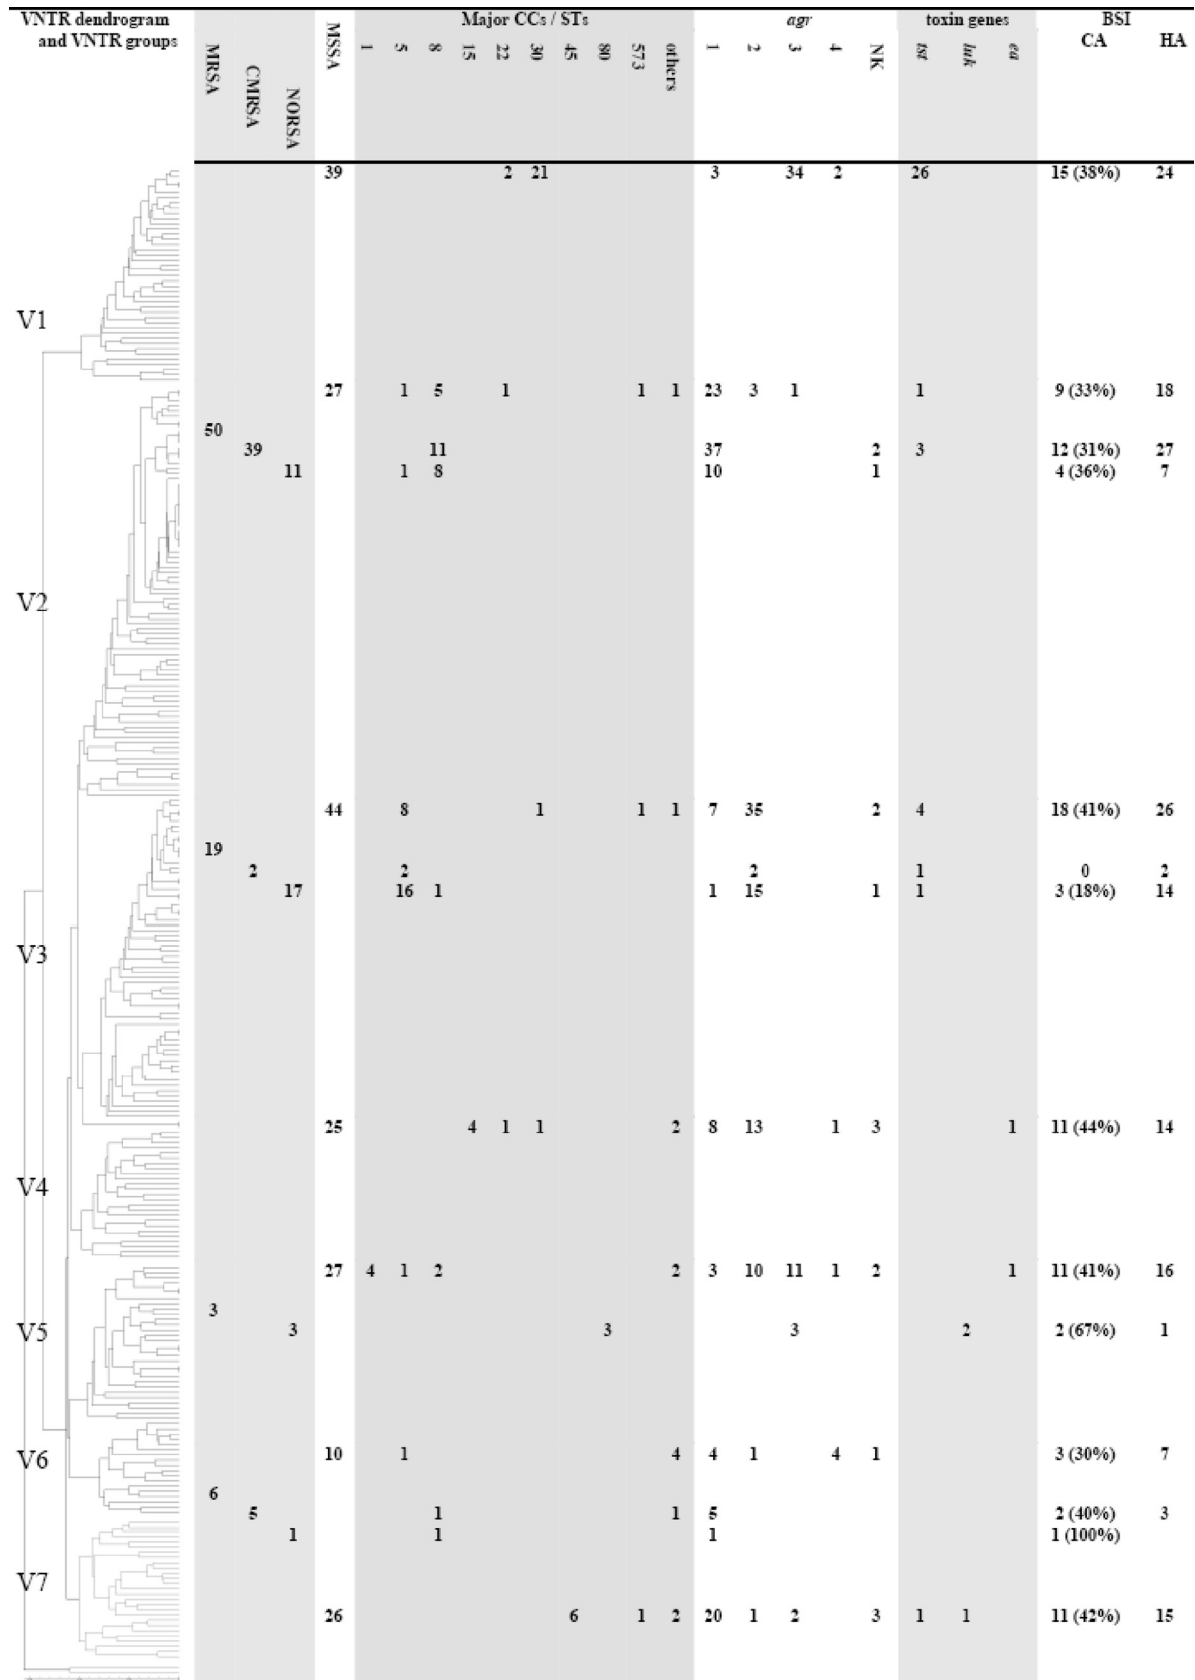 VNTR dendrogram Major CCs / STs agr toxin genes BSI
and VNTR groups MRSA CMRSA NORSA MSSA 1 5 8 15 22 30 45 80 573 others 1 2 3 4 NK tst luk ea CA HA
39 2 21 3 34 2 26 15 (38%) 24
V1
27 1 5 1 1 1 23 3 1 1 9 (33%) 18
50
39 11 37 2 3 12 (31%) 27
11 1 8 10 1 4 (36%) 7
V2
44 8 1 1 1 7 35 2 4 18 (41%) 26
19
2 2 2 1 0 2
17 16 1 1 15 1 1 3 (18%) 14
V3
25 4 1 1 2 8 13 1 3 1 11 (44%) 14
V4
27 4 1 2 2 3 10 11 1 2 1 11 (41%) 16
3
V5 3 3 3 2 2 (67%) 1
V6 10 1 4 4 1 4 1 3 (30%) 7
6
5 1 1 5 2 (40%) 3
1 1 1 1 (100%)
V7
26 6 1 2 20 1 2 3 1 1 11 (42%) 15